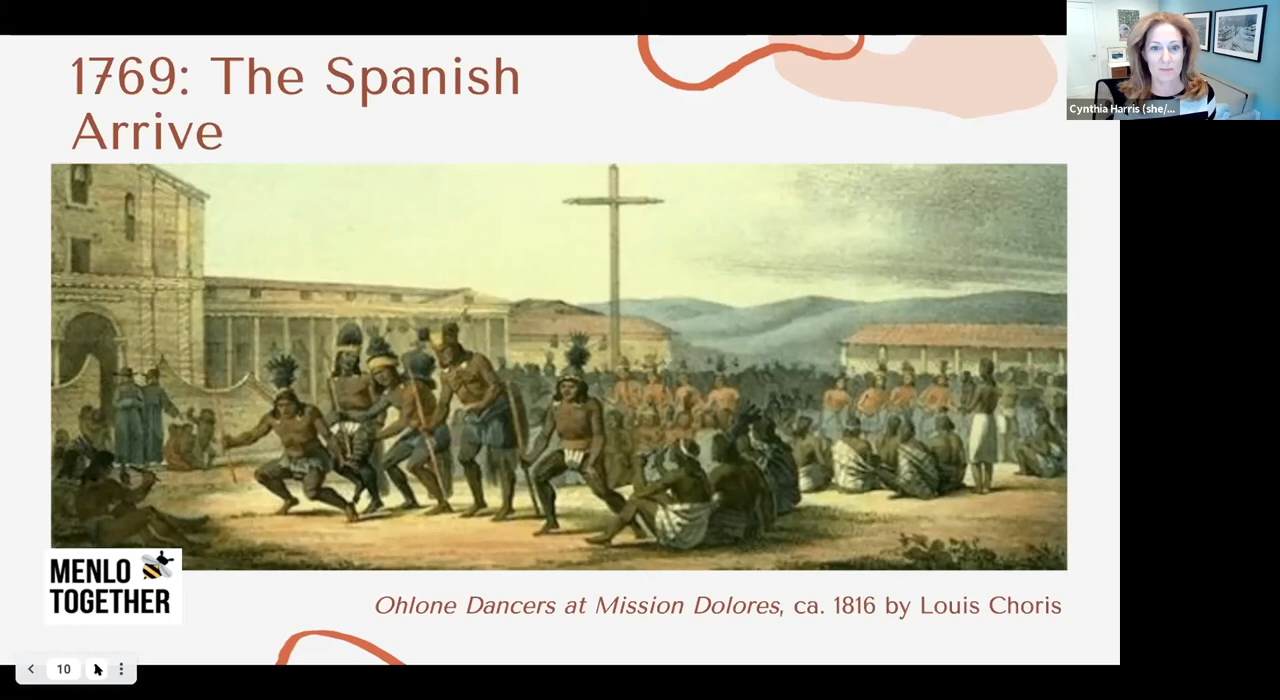 1769: The Spanish
Arrive
Cynthia Harris (she/...
MENLO
TOGETHER
Ohlone Dancers at Mission Dolores, ca. 1816 by Louis Choris
10